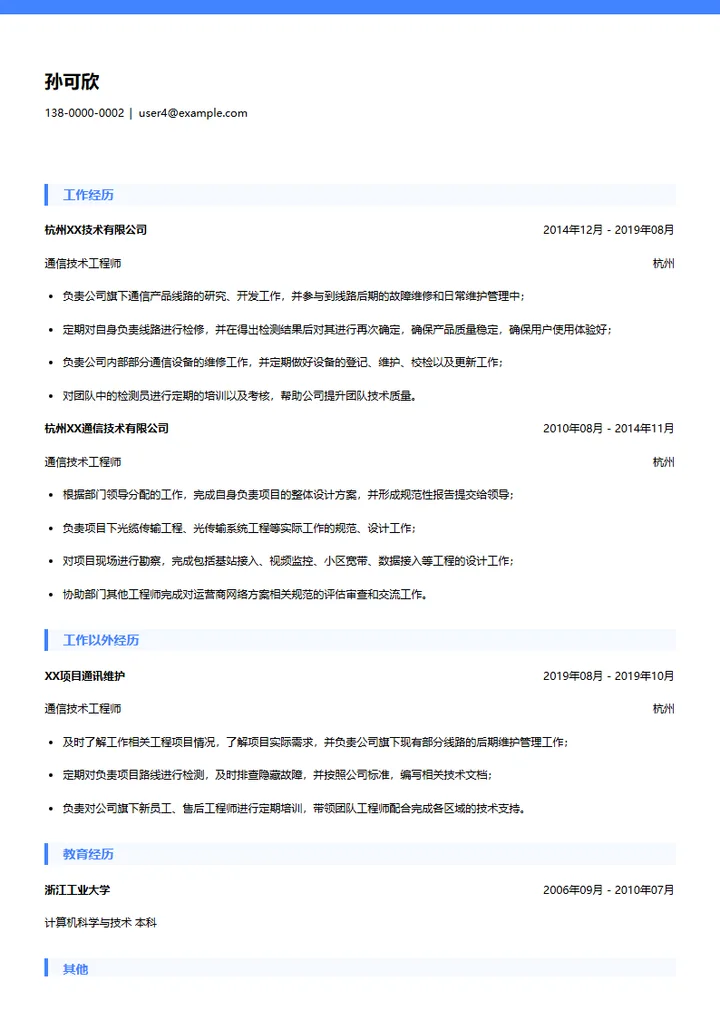 孙可欣
138-0000-0002 | user4@example.com
工作经历
杭州XX技术有限公司 2014年12月 - 2019年08月
通信技术工程师 杭州
• 负责公司旗下通信产品线路的研究、开发工作，并参与到线路后期的故障维修和日常维护管理中；
• 定期对自身负责线路进行检修，并在得出检测结果后对其进行再次确定，确保产品质量稳定，确保用户使用体验好；
• 负责公司内部部分通信设备的维修工作，并定期做好设备的登记、维护、校检以及更新工作；
• 对团队中的检测员进行定期的培训以及考核，帮助公司提升团队技术质量。
杭州XX通信技术有限公司 2010年08月 - 2014年11月
通信技术工程师 杭州
• 根据部门领导分配的工作，完成自身负责项目的整体设计方案，并形成规范性报告提交给领导；
• 负责项目下光缆传输工程、光传输系统工程等实际工作的规范、设计工作；
• 对项目现场进行勘察，完成包括基站接入、视频监控、小区宽带、数据接入等工程的设计工作；
• 协助部门其他工程师完成对运营商网络方案相关规范的评估审查和交流工作。
工作以外经历
XX项目通讯维护 2019年08月 - 2019年10月
通信技术工程师 杭州
• 及时了解工作相关工程项目情况，了解项目实际需求，并负责公司旗下现有部分线路的后期维护管理工作；
• 定期对负责项目路线进行检测，及时排查隐藏故障，并按照公司标准，编写相关技术文档；
• 负责对公司旗下新员工、售后工程师进行定期培训，带领团队工程师配合完成各区域的技术支持。
教育经历
浙江工业大学 2006年09月 - 2010年07月
计算机科学与技术 本科
其他